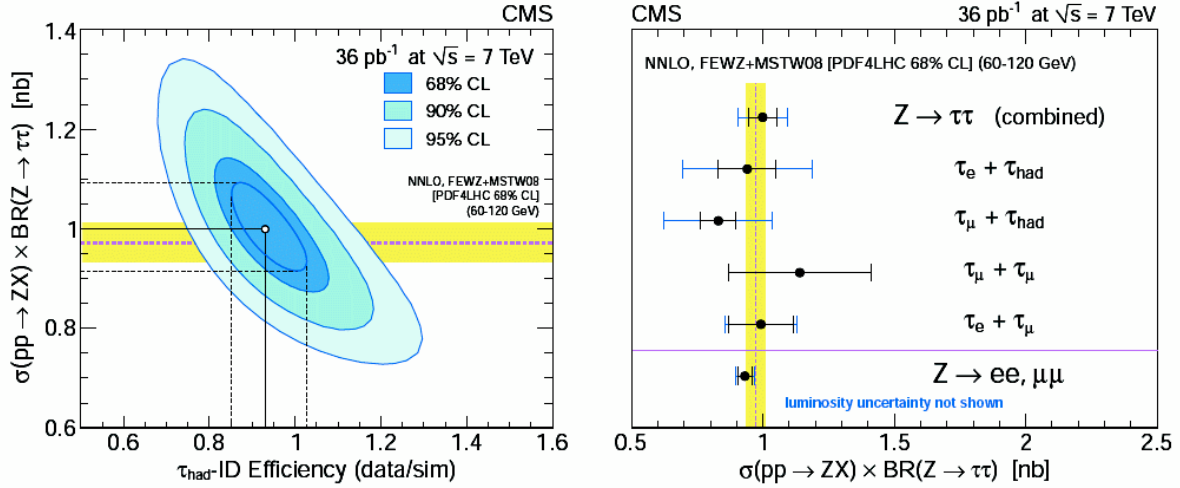 CMS
36 pb⁻¹ at √s = 7 TeV
68% CL
90% CL
95% CL
NNLO, FEWZ+MSTW08
[PDF4LHC 68% CL]
(60-120 GeV)
σ(pp → ZX) × BR(Z → ττ) [nb]
1.4
1.2
1
0.8
0.6
0.6 0.8 1 1.2 1.4 1.6
τhad-ID Efficiency (data/sim)
CMS 36 pb⁻¹ at √s = 7 TeV
NNLO, FEWZ+MSTW08 [PDF4LHC 68% CL] (60-120 GeV)
Z → ττ (combined)
τe + τhad
τμ + τhad
τμ + τμ
τe + τμ
Z → ee, μμ
luminosity uncertainty not shown
0.5 1 1.5 2 2.5
σ(pp → ZX) × BR(Z → ττ) [nb]